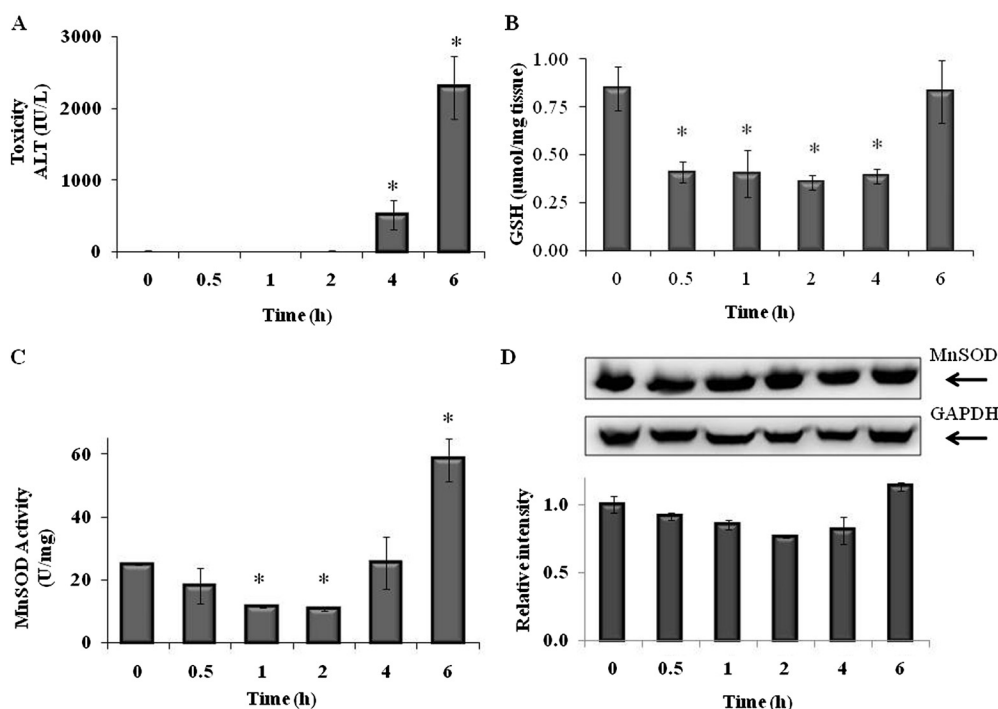 A
3000
2000
1000
0
Toxicity
ALT (IU/L)
*
*
0 0.5 1 2 4 6
Time (h)
B
1.00
0.75
0.50
0.25
0.00
GSH (µmol/mg tissue)
* * * *
0 0.5 1 2 4 6
Time (h)
C
60
40
20
0
MnSOD Activity
(U/mg)
* * *
0 0.5 1 2 4 6
Time (h)
D
MnSOD
GAPDH
1.0
0.5
0.0
Relative intensity
0 0.5 1 2 4 6
Time (h)